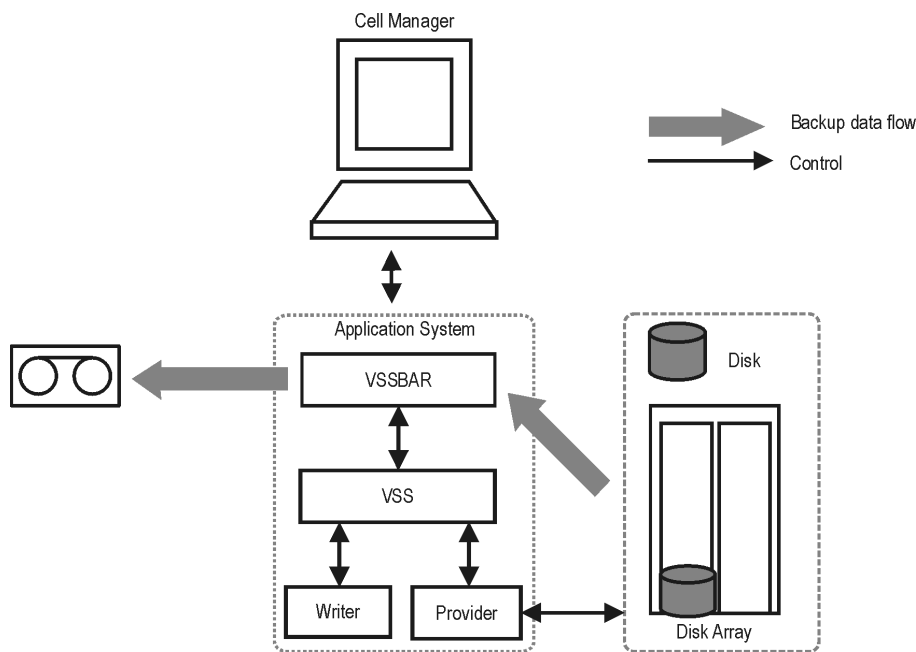 Cell Manager
Backup data flow
Control
Application System
VSSBAR
Disk
VSS
Writer
Provider
Disk Array